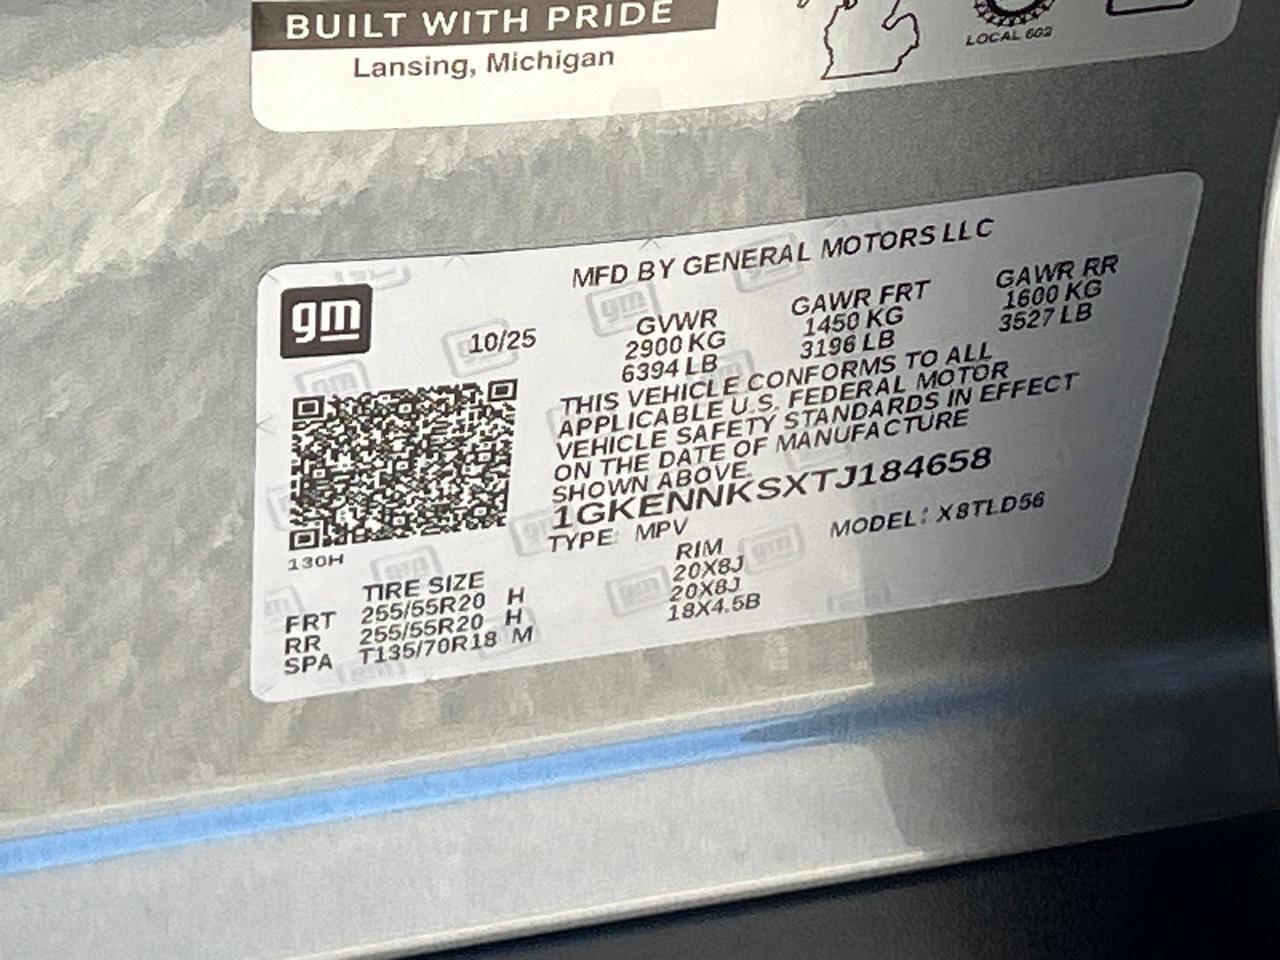 BUILT WITH PRIDE
Lansing, Michigan
LOCAL 602
gm
10/25
MFD BY GENERAL MOTORS LLC
GVWR GAWR FRT GAWR RR
2900 KG 1450 KG 1600 KG
6394 LB 3196 LB 3527 LB
THIS VEHICLE CONFORMS TO ALL
APPLICABLE U.S. FEDERAL MOTOR
VEHICLE SAFETY STANDARDS IN EFFECT
ON THE DATE OF MANUFACTURE
SHOWN ABOVE.
1GKENNKSXTJ184658
TYPE: MPV MODEL: X8TLD56
130H
TIRE SIZE RIM
FRT 255/55R20 H 20X8J
RR 255/55R20 H 20X8J
SPA T135/70R18 M 18X4.5B